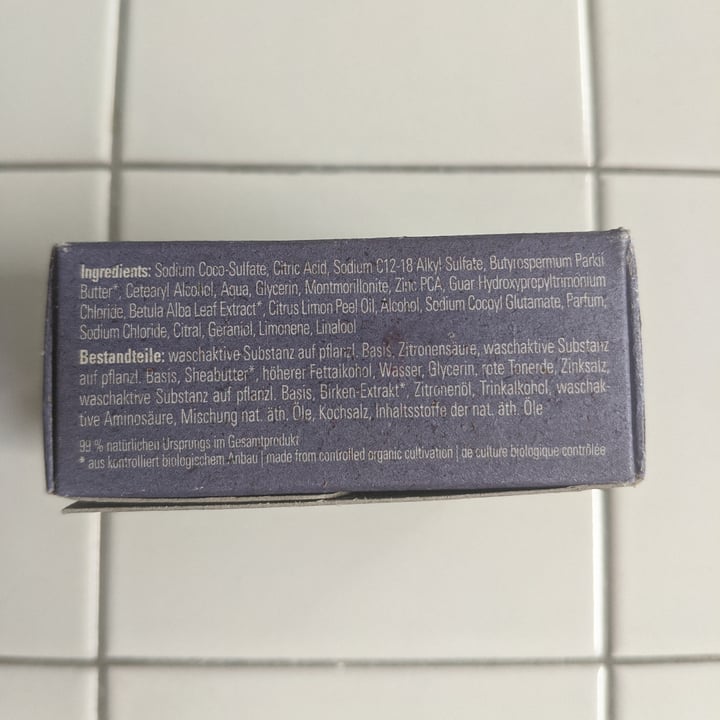 Ingredients: Sodium Coco-Sulfate, Citric Acid, Sodium C12-18 Alkyl Sulfate, Butyrospermum Parkii
Butter*, Cetearyl Alcohol, Aqua, Glycerin, Montmorillonite, Zinc PCA, Guar Hydroxypropyltrimonium
Chloride, Betula Alba Leaf Extract*, Citrus Limon Peel Oil, Alcohol, Sodium Cocoyl Glutamate, Parfum,
Sodium Chloride, Citral, Geraniol, Limonene, Linalool
Bestandteile: waschaktive Substanz auf pflanzl. Basis, Zitronensäure, waschaktive Substanz
auf pflanzl. Basis, Sheabutter*, höherer Fettalkohol, Wasser, Glycerin, rote Tonerde, Zinksalz,
waschaktive Substanz auf pflanzl. Basis, Birken-Extrakt*, Zitronenöl, Trinkalkohol, waschak-
tive Aminosäure, Mischung nat. äth. Öle, Kochsalz, Inhaltsstoffe der nat. äth. Öle
99 % natürlichen Ursprungs im Gesamtprodukt
* aus kontrolliert biologischem Anbau | made from controlled organic cultivation | de culture biologique contrôlée